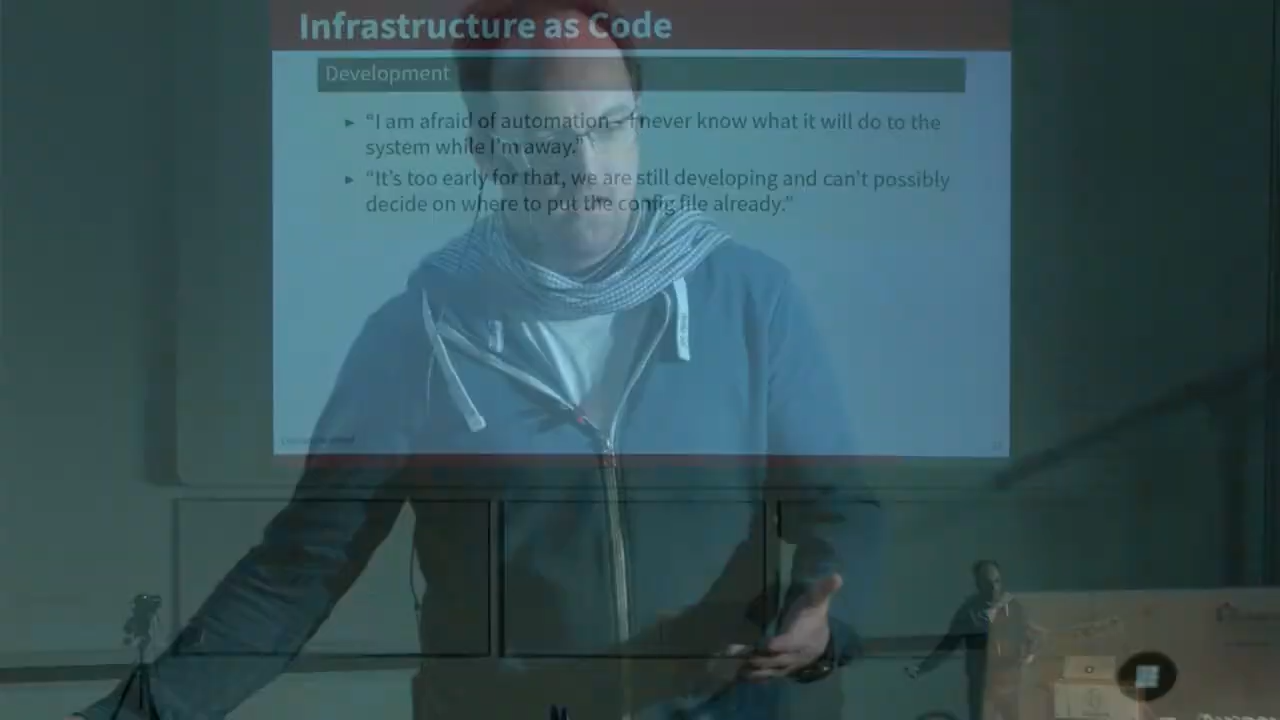 Infrastructure as Code
Development
► “I am afraid of automation - I never know what it will do to the
system while I'm away.”
► “It's too early for that, we are still developing and can't possibly
decide on where to put the config file already.”